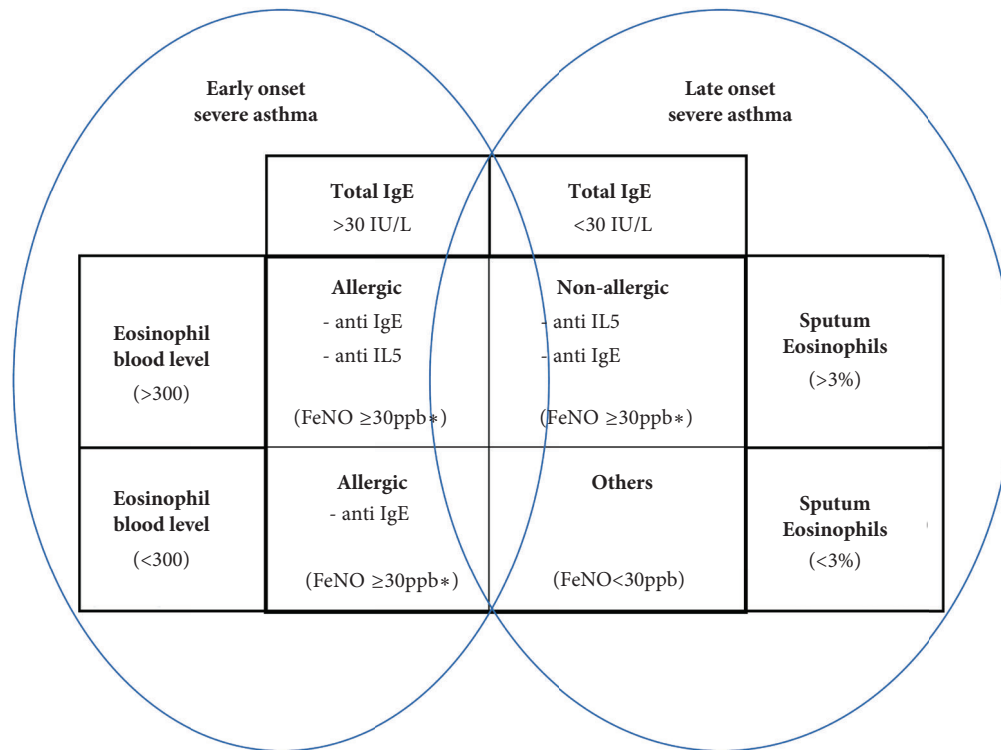 Early onset
severe asthma
Late onset
severe asthma
Total IgE
>30 IU/L
Total IgE
<30 IU/L
Eosinophil
blood level
(>300)
Allergic
- anti IgE
- anti IL5
(FeNO ≥30ppb*)
Non-allergic
- anti IL5
- anti IgE
(FeNO ≥30ppb*)
Sputum
Eosinophils
(>3%)
Eosinophil
blood level
(<300)
Allergic
- anti IgE
(FeNO ≥30ppb*)
Others
(FeNO<30ppb)
Sputum
Eosinophils
(<3%)